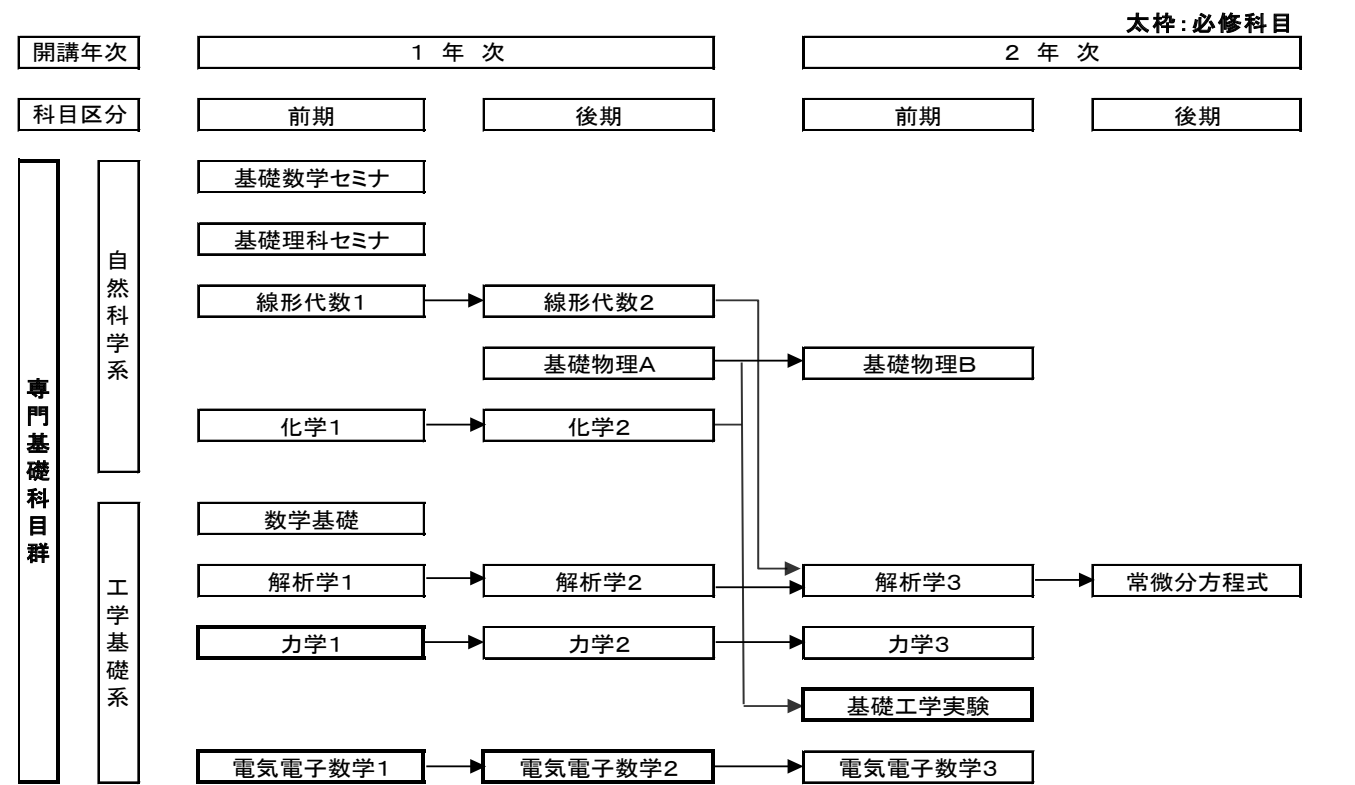 太枠：必修科目
開講年次
１ 年 次
２ 年 次
科目区分
前期
後期
前期
後期
専門基礎科目群
自然科学系
基礎数学セミナ
基礎理科セミナ
線形代数１
線形代数２
基礎物理Ａ
基礎物理Ｂ
化学１
化学２
工学基礎系
数学基礎
解析学１
解析学２
解析学３
常微分方程式
力学１
力学２
力学３
基礎工学実験
電気電子数学１
電気電子数学２
電気電子数学３